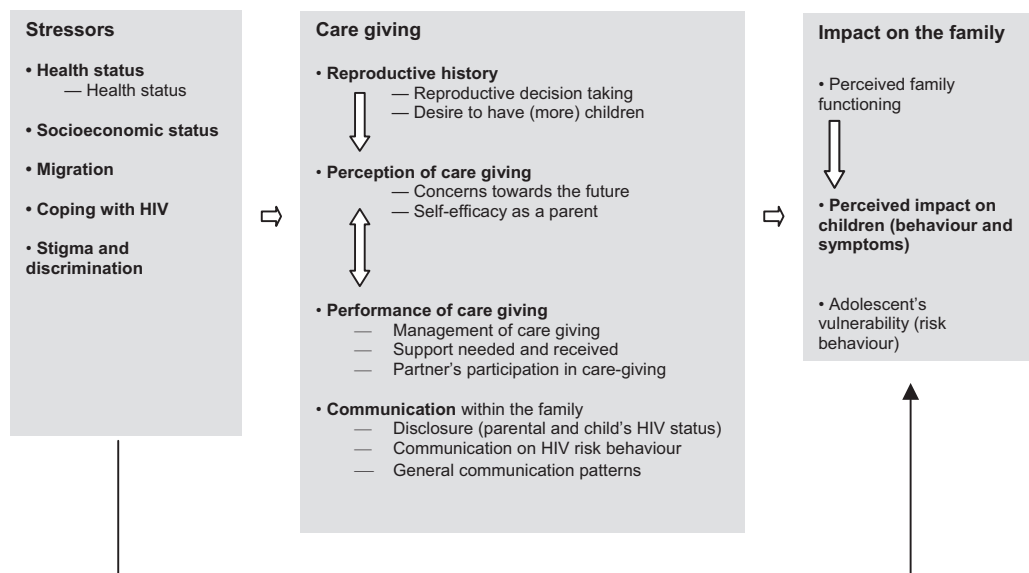 Stressors
• Health status
— Health status
• Socioeconomic status
• Migration
• Coping with HIV
• Stigma and
discrimination
Care giving
• Reproductive history
— Reproductive decision taking
— Desire to have (more) children
• Perception of care giving
— Concerns towards the future
— Self-efficacy as a parent
• Performance of care giving
— Management of care giving
— Support needed and received
— Partner's participation in care-giving
• Communication within the family
— Disclosure (parental and child's HIV status)
— Communication on HIV risk behaviour
— General communication patterns
Impact on the family
• Perceived family
functioning
• Perceived impact on
children (behaviour and
symptoms)
• Adolescent's
vulnerability (risk
behaviour)